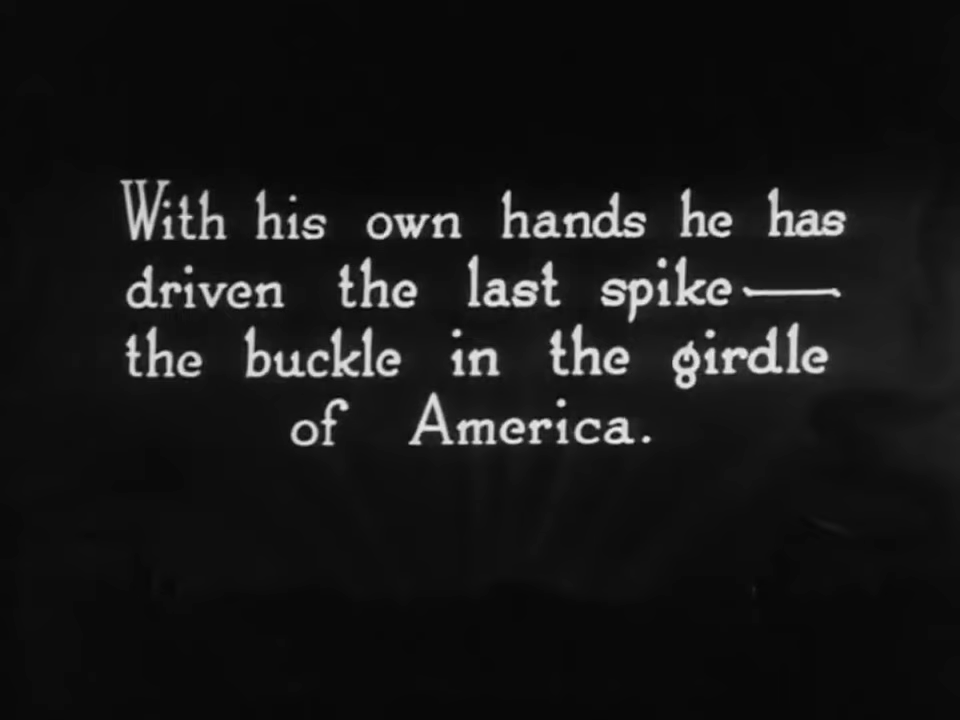 With his own hands he has
driven the last spike—
the buckle in the girdle
of America.